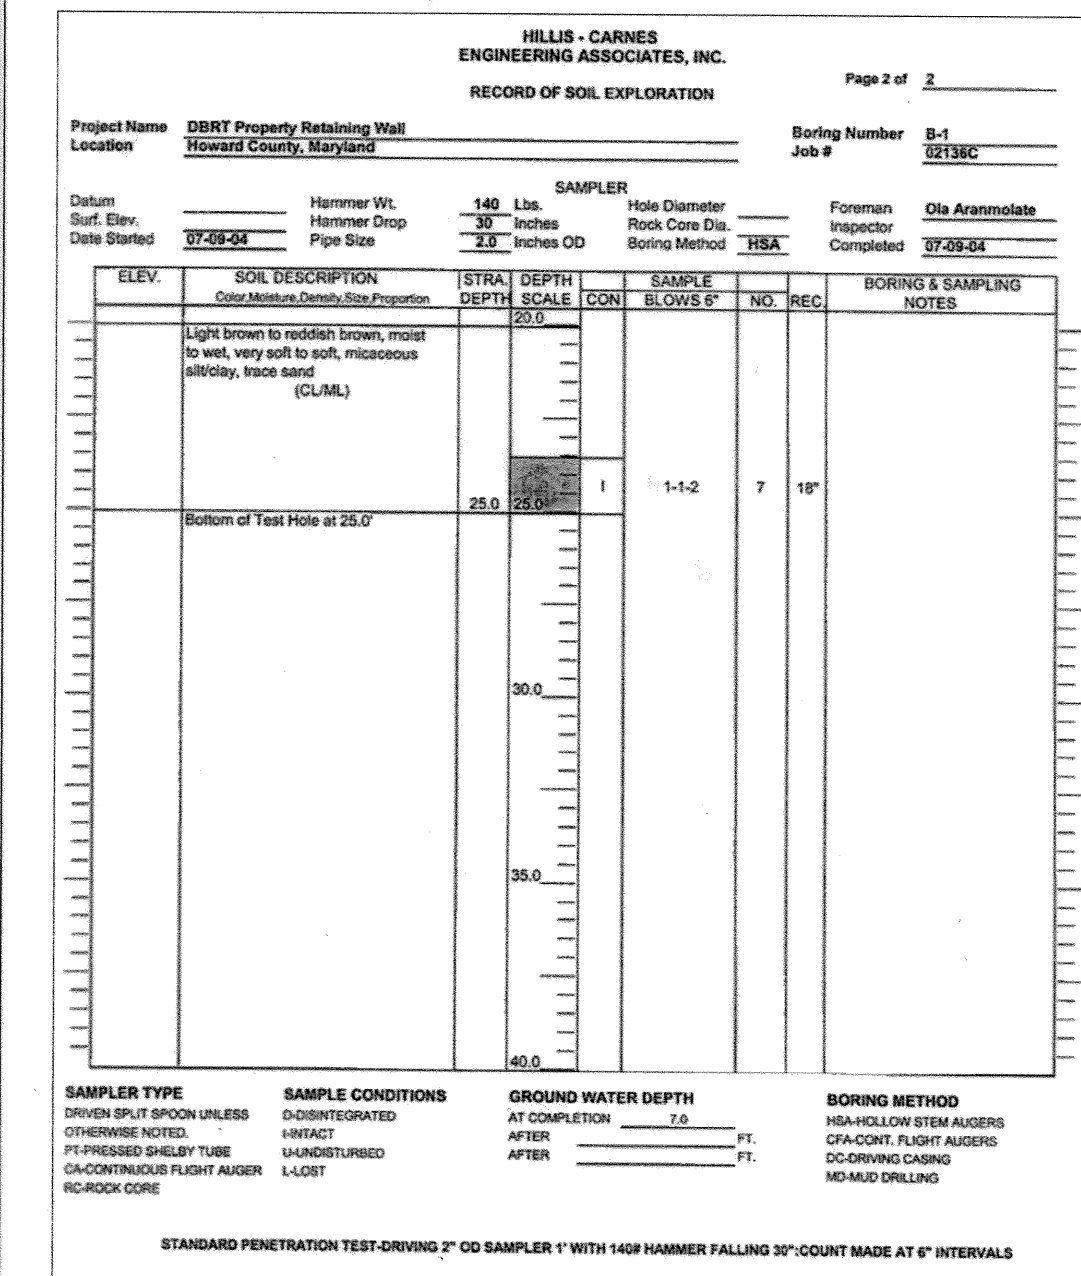 HILLIS - CARNES
ENGINEERING ASSOCIATES, INC.
Page 2 of 2
RECORD OF SOIL EXPLORATION
Project Name DBRT Property Retaining Wall
Boring Number B-1
Location Howard County, Maryland
Job # 02136C
SAMPLER
Datum Hammer Wt. 140 Lbs. Hole Diameter Foreman Ola Aranmolate
Surf. Elev. Hammer Drop 30 Inches Rock Core Dia. Inspector
Date Started 07-09-04 Pipe Size 2.0 Inches OD Boring Method HSA Completed 07-09-04
ELEV. SOIL DESCRIPTION STRA. DEPTH SAMPLE BORING & SAMPLING
Color,Moisture,Density,Size,Proportion DEPTH SCALE CON BLOWS 6" NO. REC. NOTES
20.0
Light brown to reddish brown, moist
to wet, very soft to soft, micaceous
silt/clay, trace sand
(CL/ML)
I 1-1-2 7 18"
25.0 25.0
Bottom of Test Hole at 25.0'
30.0
35.0
40.0
SAMPLER TYPE SAMPLE CONDITIONS GROUND WATER DEPTH BORING METHOD
DRIVEN SPLIT SPOON UNLESS D-DISINTEGRATED AT COMPLETION 7.0 HSA-HOLLOW STEM AUGERS
OTHERWISE NOTED. I-INTACT AFTER FT. CFA-CONT. FLIGHT AUGERS
PT-PRESSED SHELBY TUBE U-UNDISTURBED AFTER FT. DC-DRIVING CASING
CA-CONTINUOUS FLIGHT AUGER L-LOST MD-MUD DRILLING
RC-ROCK CORE
STANDARD PENETRATION TEST-DRIVING 2" OD SAMPLER 1' WITH 140# HAMMER FALLING 30":COUNT MADE AT 6" INTERVALS